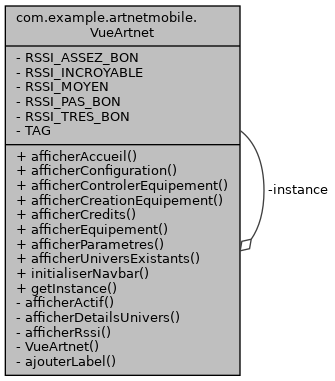 com.example.artnetmobile.
VueArtnet
- RSSI_ASSEZ_BON
- RSSI_INCROYABLE
- RSSI_MOYEN
- RSSI_PAS_BON
- RSSI_TRES_BON
- TAG
-instance
+ afficherAccueil()
+ afficherConfiguration()
+ afficherControlerEquipement()
+ afficherCreationEquipement()
+ afficherCredits()
+ afficherEquipement()
+ afficherParametres()
+ afficherUniversExistants()
+ initialiserNavbar()
+ getInstance()
- afficherActif()
- afficherDetailsUnivers()
- afficherRssi()
- VueArtnet()
- ajouterLabel()